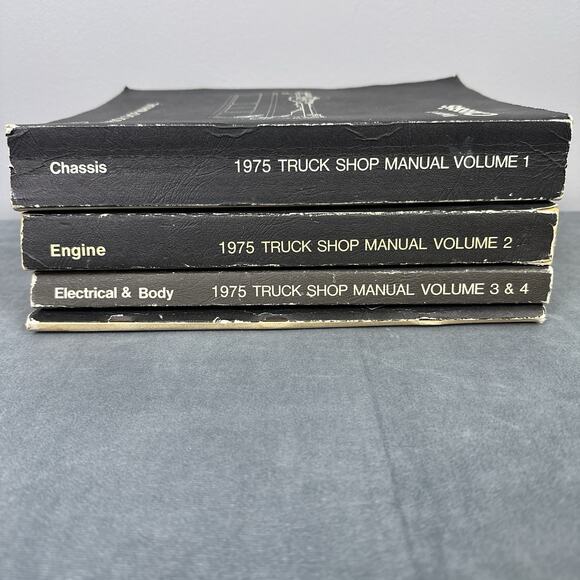 Chassis 1975 TRUCK SHOP MANUAL VOLUME 1
Engine 1975 TRUCK SHOP MANUAL VOLUME 2
Electrical & Body 1975 TRUCK SHOP MANUAL VOLUME 3 & 4